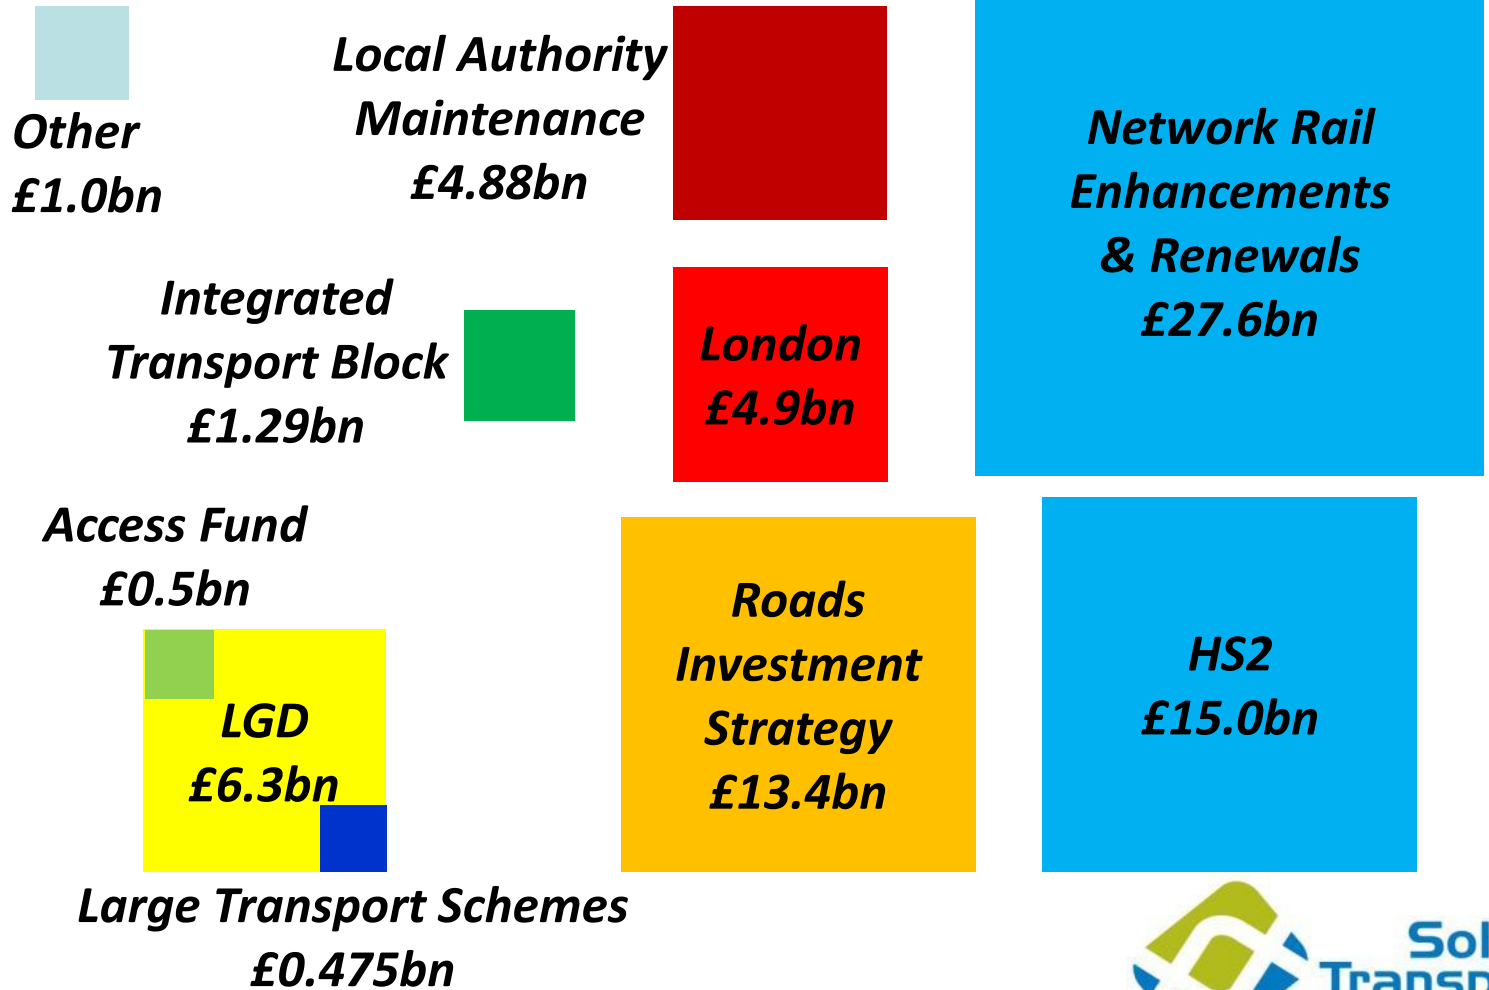 Other
£1.0bn
Local Authority
Maintenance
£4.88bn
Network Rail
Enhancements
& Renewals
£27.6bn
Integrated
Transport Block
£1.29bn
London
£4.9bn
Access Fund
£0.5bn
LGD
£6.3bn
Roads
Investment
Strategy
£13.4bn
HS2
£15.0bn
Large Transport Schemes
£0.475bn